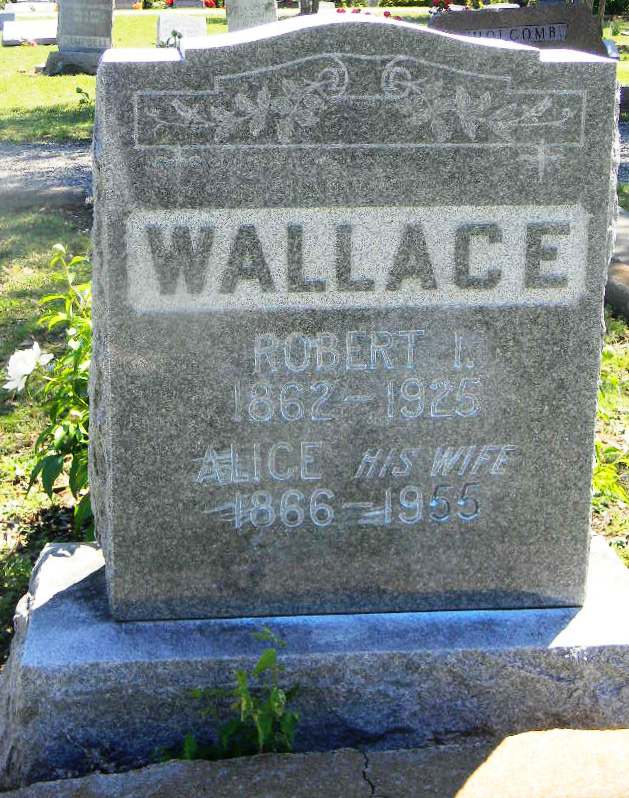 HOLCOMB
WALLACE
ROBERT I.
1862-1925
ALICE HIS WIFE
1866-1955